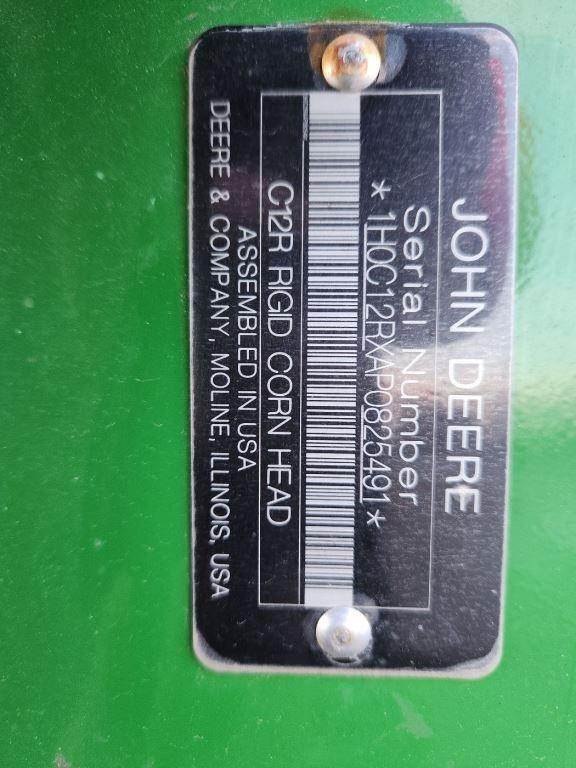 JOHN DEERE
Serial Number
*1H0C12RXAP0825491*
C12R RIGID CORN HEAD
ASSEMBLED IN USA
DEERE & COMPANY, MOLINE, ILLINOIS, USA